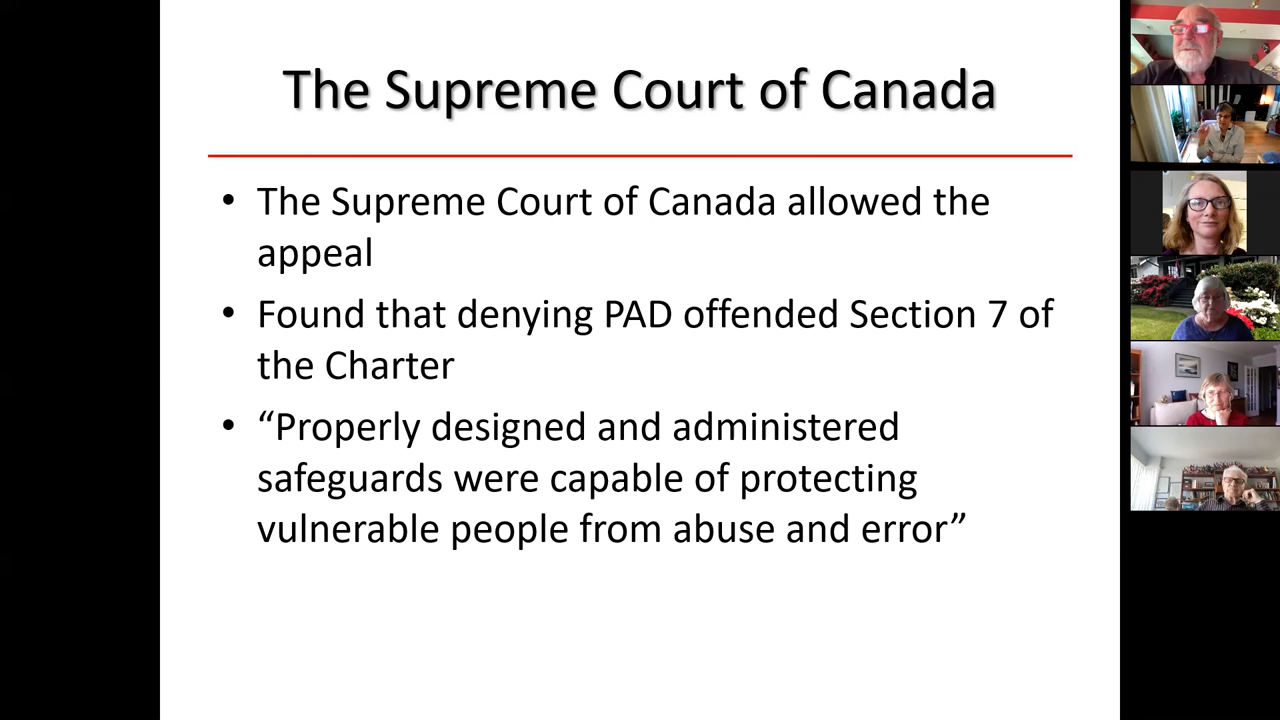 The Supreme Court of Canada
• The Supreme Court of Canada allowed the
appeal
• Found that denying PAD offended Section 7 of
the Charter
• “Properly designed and administered
safeguards were capable of protecting
vulnerable people from abuse and error”